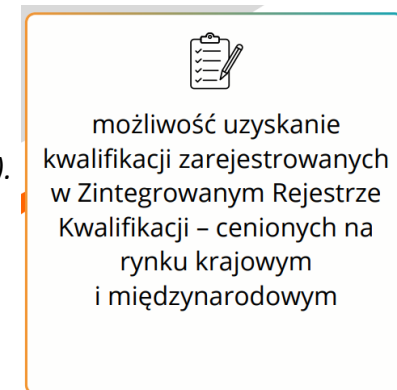 możliwość uzyskanie
kwalifikacji zarejestrowanych
w Zintegrowanym Rejestrze
Kwalifikacji – cenionych na
rynku krajowym
i międzynarodowym
).